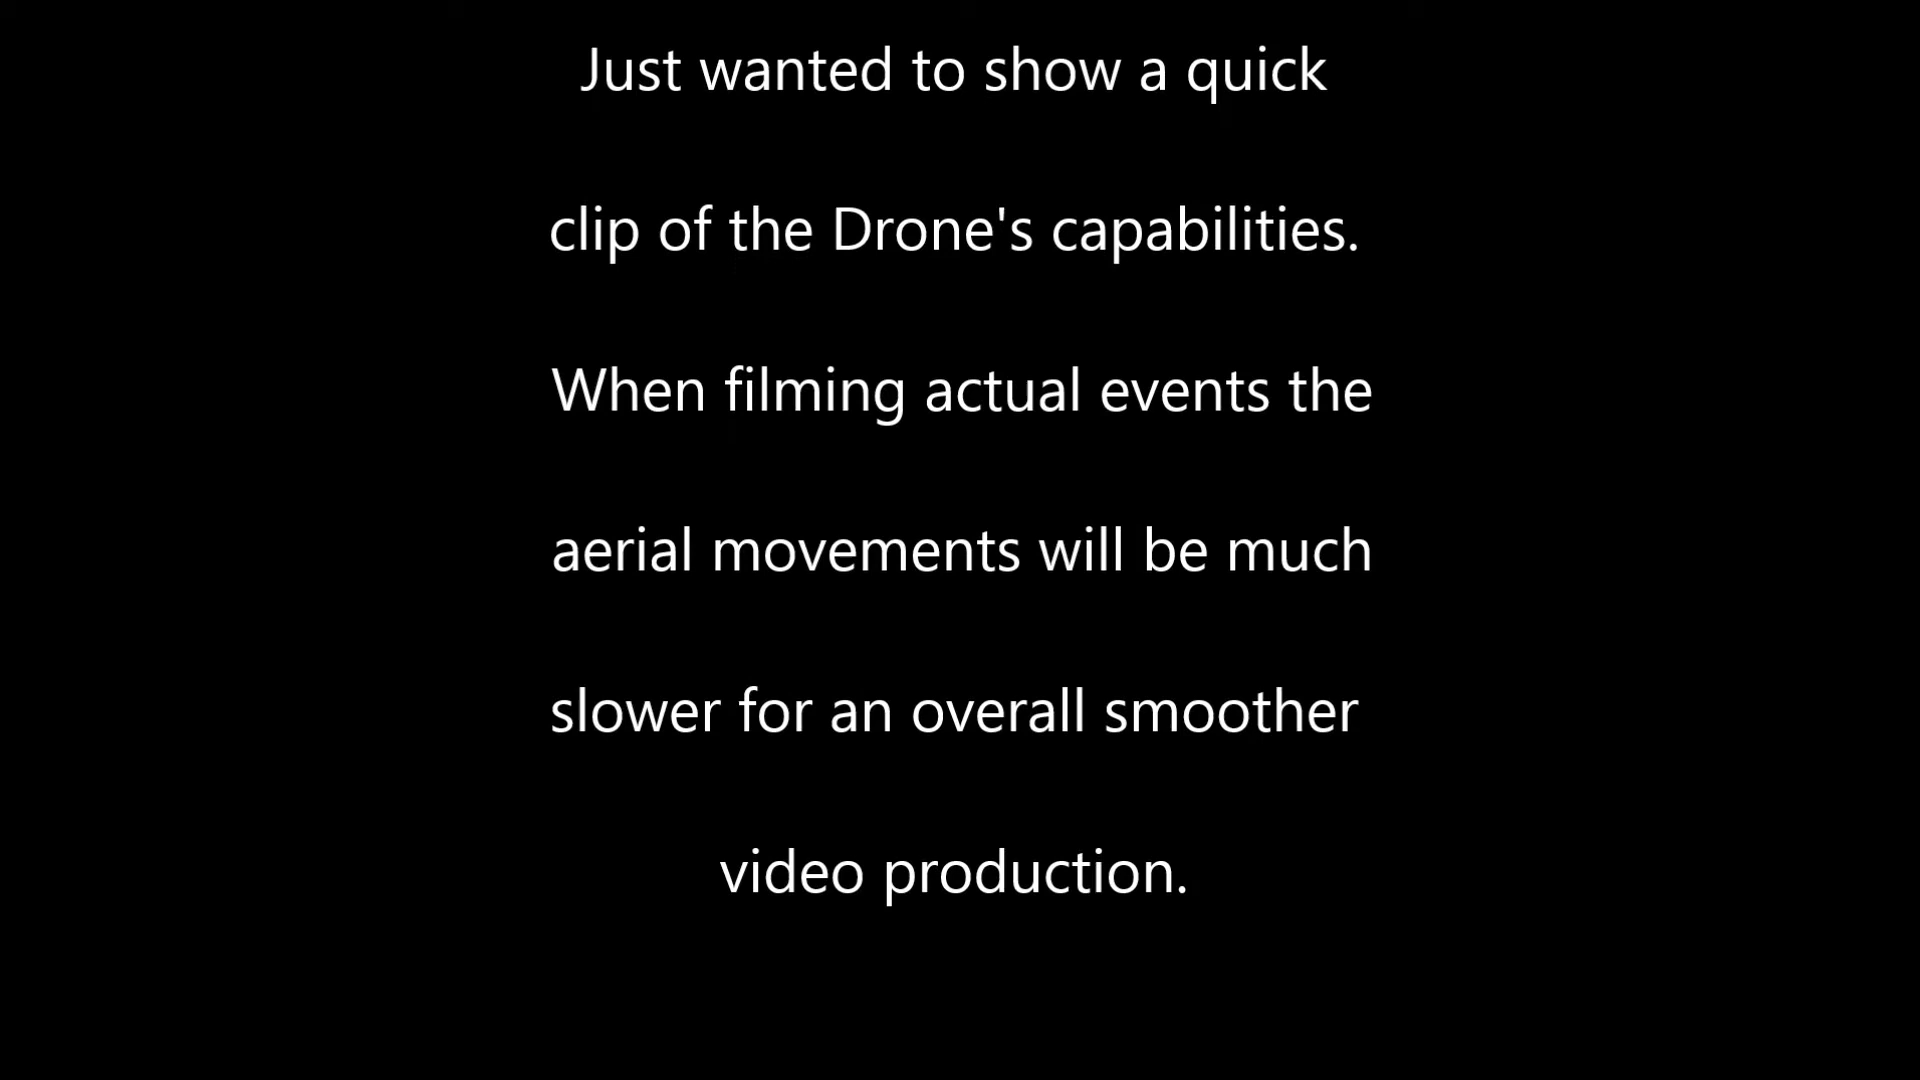 Just wanted to show a quick
clip of the Drone's capabilities.
When filming actual events the
aerial movements will be much
slower for an overall smoother
video production.